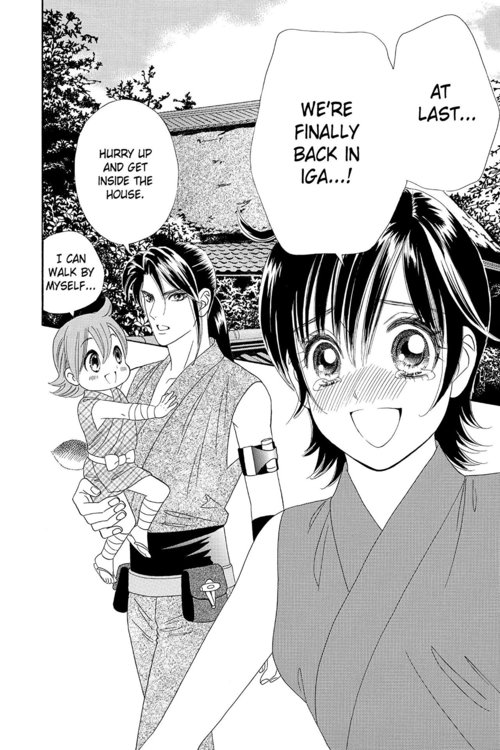 AT
LAST...
WE'RE
FINALLY
BACK IN
IGA...!
HURRY UP
AND GET
INSIDE THE
HOUSE.
I CAN
WALK BY
MYSELF...